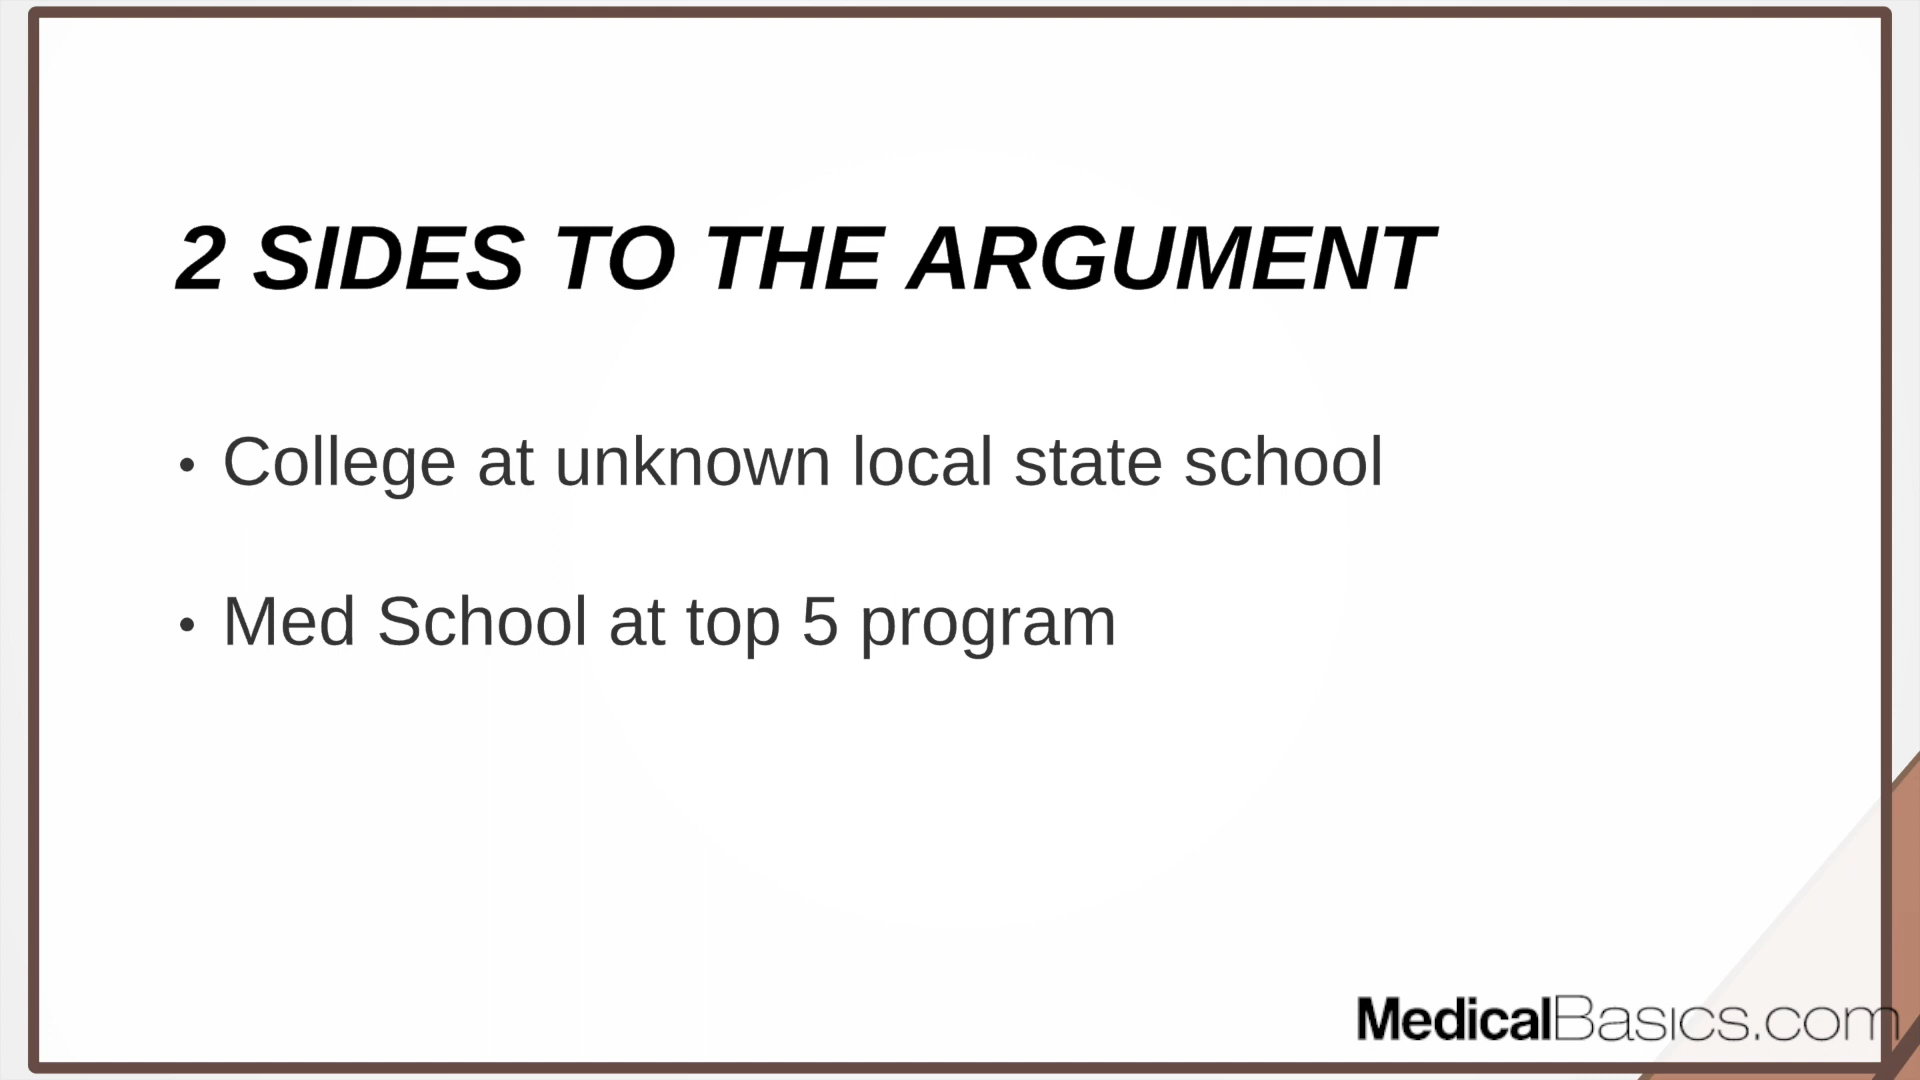 2 SIDES TO THE ARGUMENT
• College at unknown local state school
• Med School at top 5 program
MedicalBasics.com